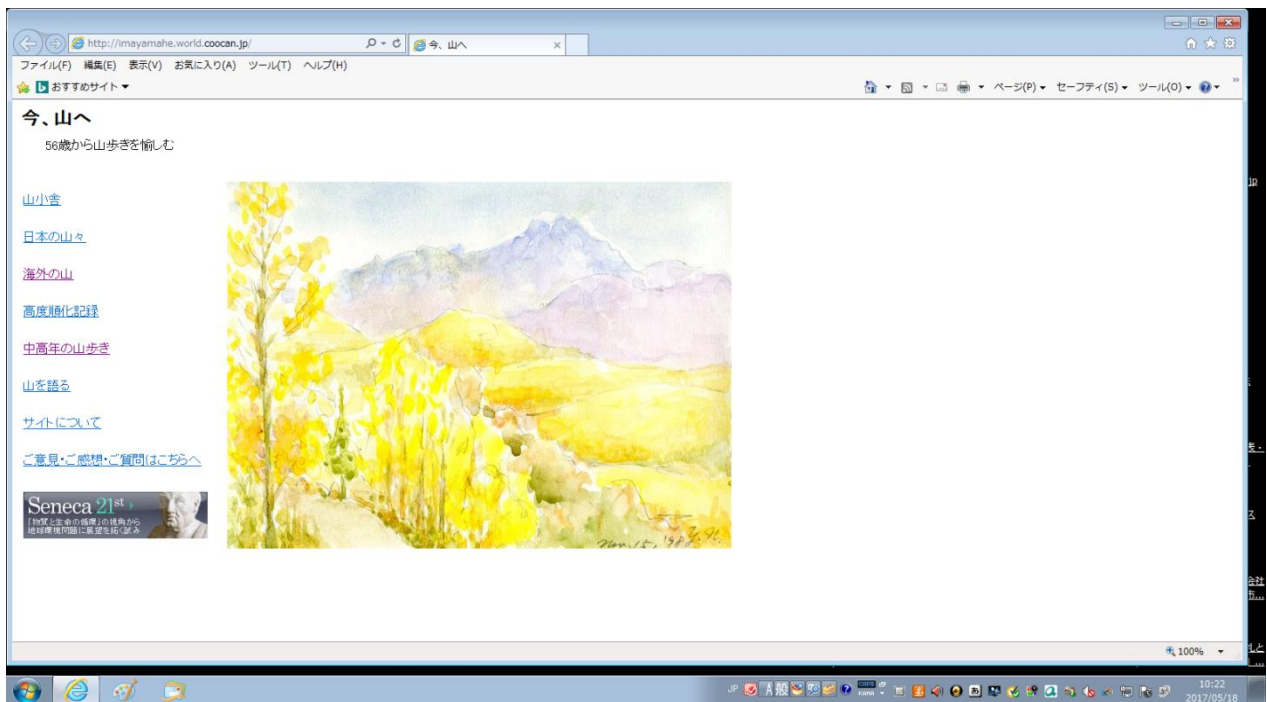 http://imayamahe.world.coocan.jp/
今、山へ
ファイル(F) 編集(E) 表示(V) お気に入り(A) ツール(T) ヘルプ(H)
おすすめサイト
ページ(P) セーフティ(S) ツール(O)
今、山へ
56歳から山歩きを愉しむ
山小舎
日本の山々
海外の山
高度順化記録
中高年の山歩き
山を語る
サイトについて
ご意見・ご感想・ご質問はこちらへ
Seneca 21st
「物質と生命の循環」の視角から
地球環境問題に展望を拓く試み
Nov. 15, 198
100%
JP
A 般
CAPS
KANA
10:22
2017/05/18